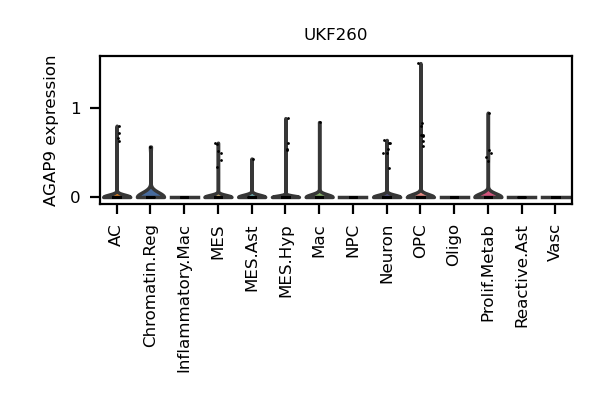 UKF260
AGAP9 expression
1
0
AC
Chromatin.Reg
Inflammatory.Mac
MES
MES.Ast
MES.Hyp
Mac
NPC
Neuron
OPC
Oligo
Prolif.Metab
Reactive.Ast
Vasc